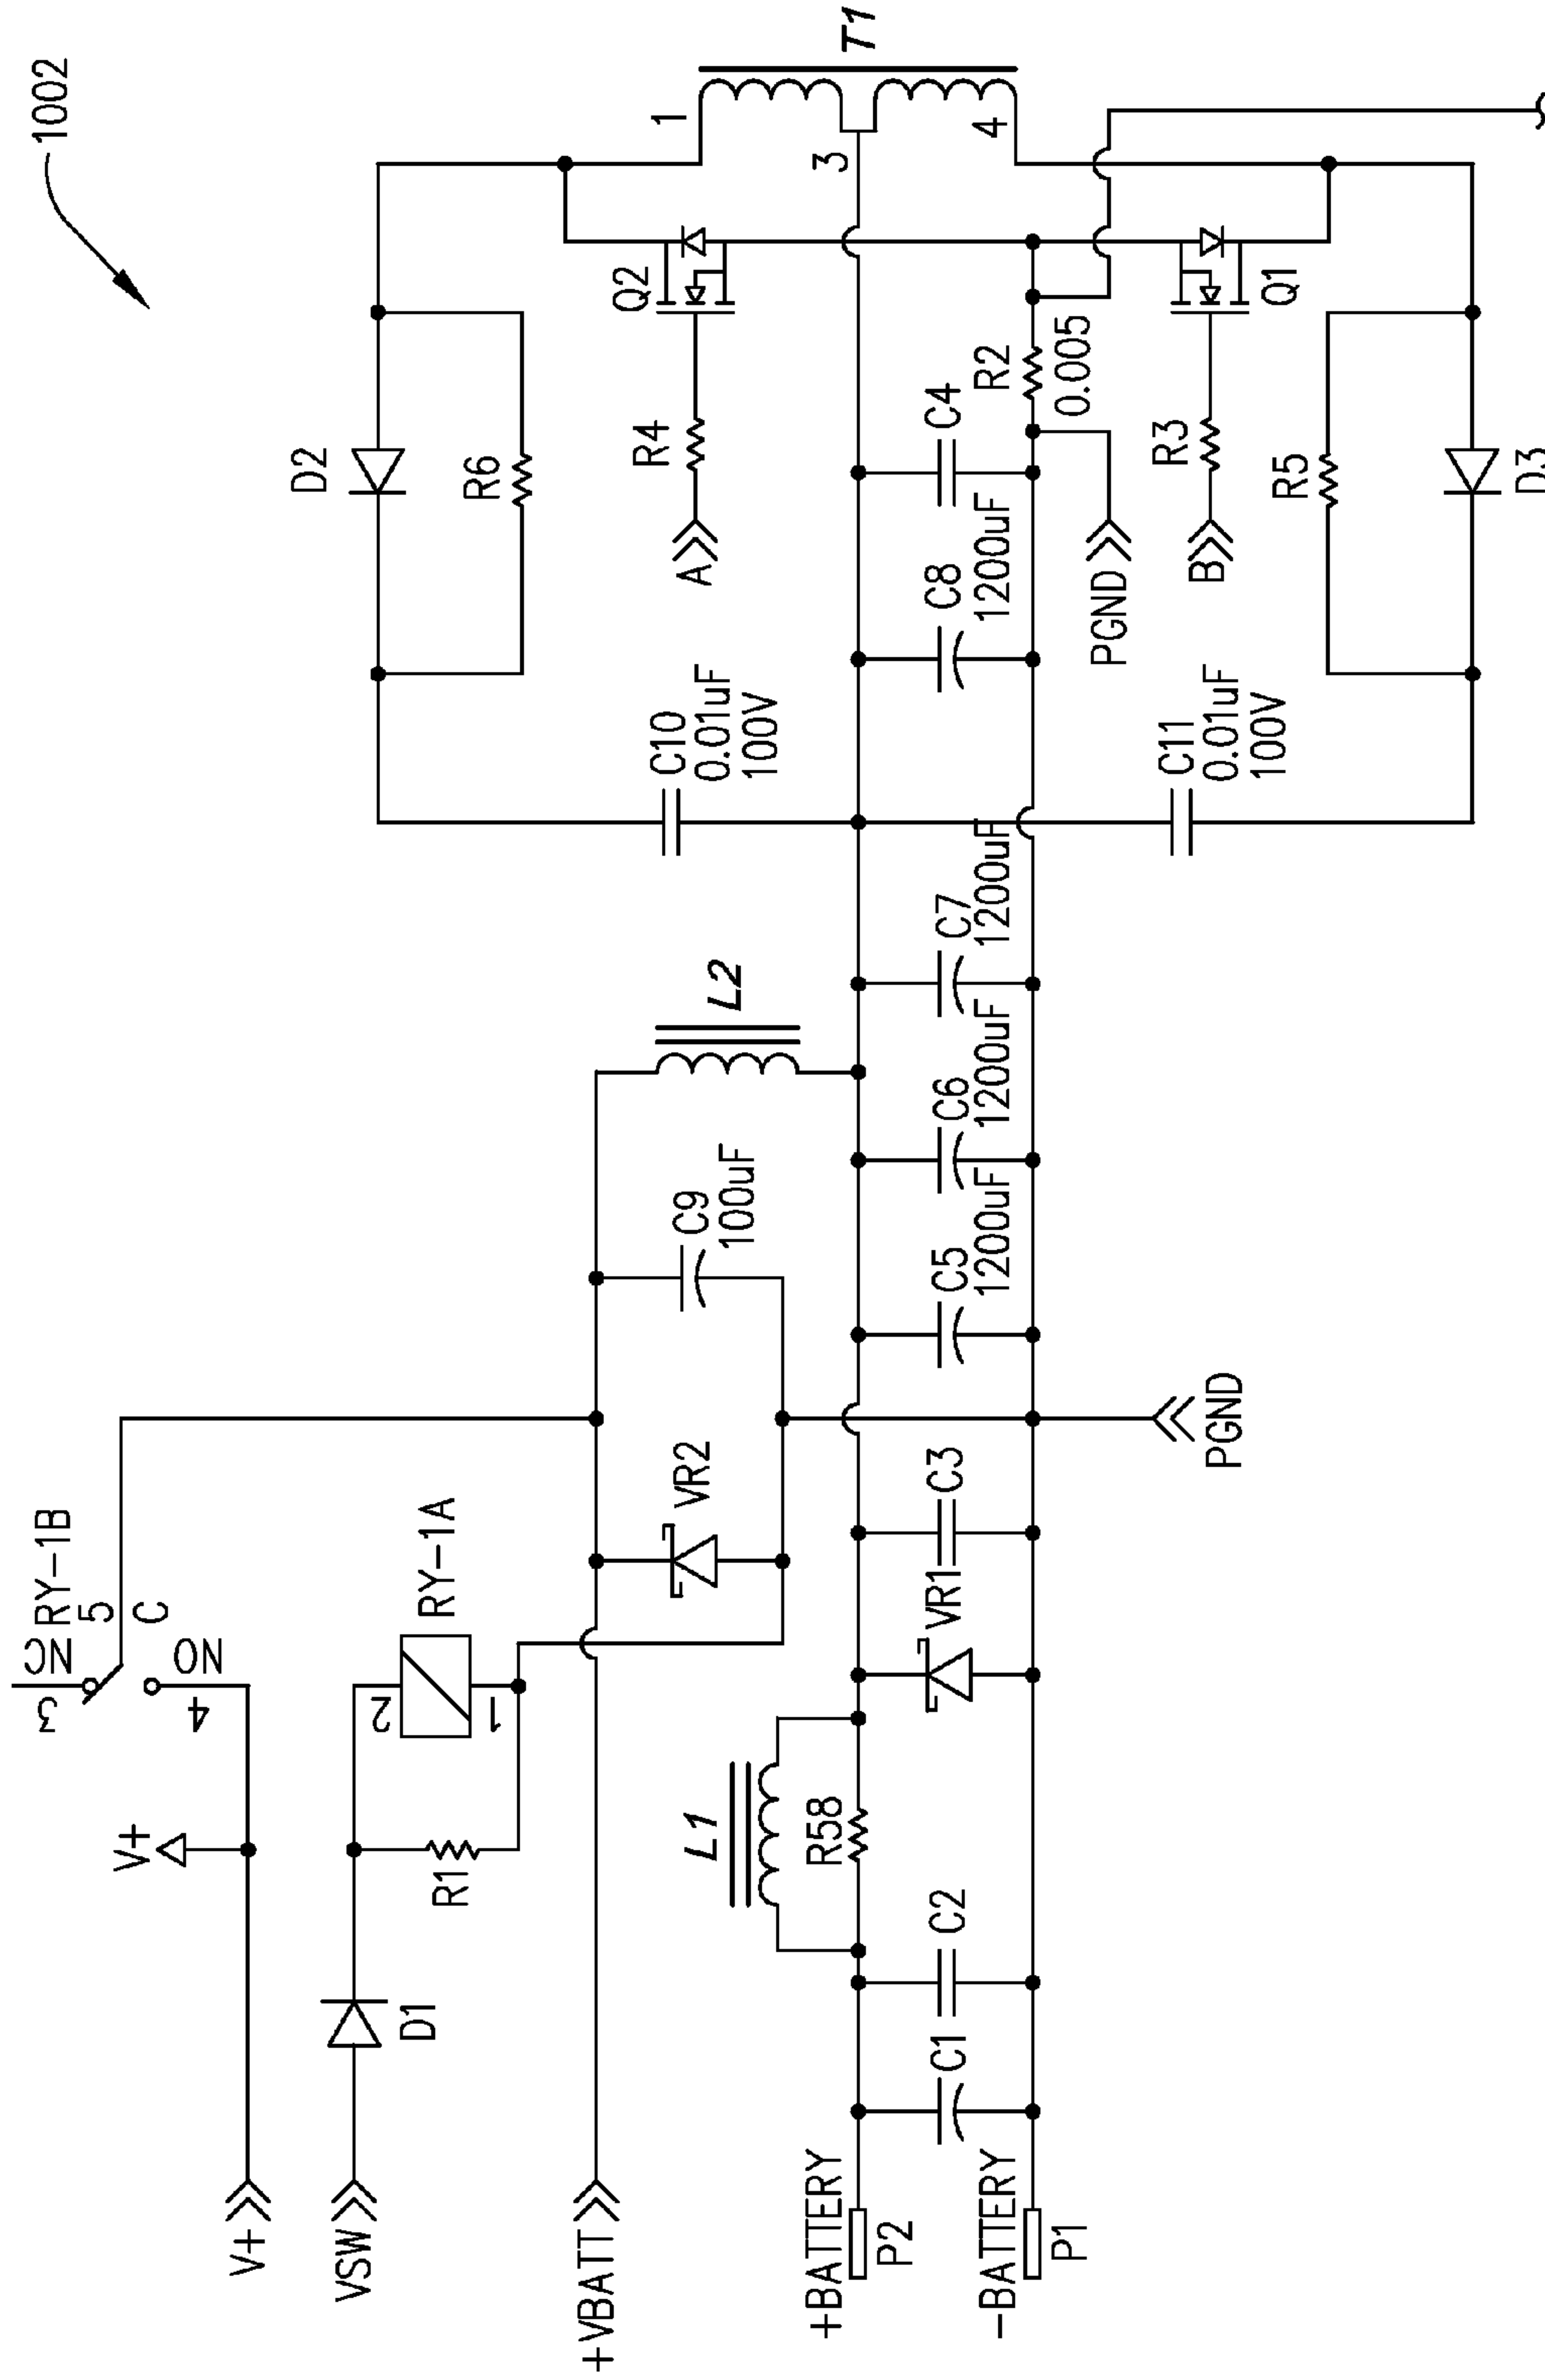 1002
V+
V+
3
NC
RY-1B
5
C
4
NO
VSW
D1
R1
2
1
RY-1A
+VBATT
VR2
C9
100uF
L2
L1
R58
+BATTERY
P2
-BATTERY
P1
C1
C2
VR1
C3
C5
1200uF
C6
1200uF
C7
1200uF
C8
1200uF
C4
R2
0.005
PGND
PGND
C10
0.01uF
100V
C11
0.01uF
100V
D2
R6
A
R4
Q2
B
R3
Q1
R5
D3
1
3
4
T1